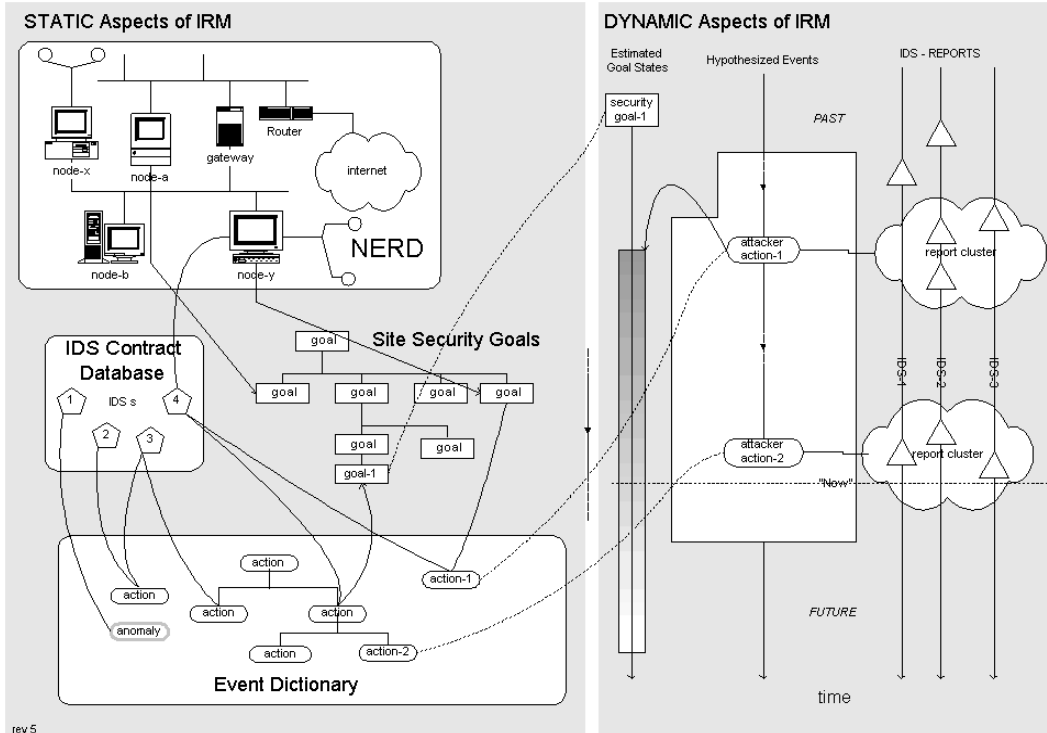 STATIC Aspects of IRM
node-x
node-a
gateway
Router
internet
node-b
node-y
NERD
IDS Contract
Database
1
IDS s
4
2
3
Site Security Goals
goal
goal
goal
goal
goal
goal
goal
goal-1
action
action-1
action
action
action
anomaly
action
action-2
Event Dictionary
rev 5
DYNAMIC Aspects of IRM
Estimated
Goal States
Hypothesized Events
IDS - REPORTS
security
goal-1
PAST
attacker
action-1
report cluster
IDS-1
IDS-2
IDS-3
attacker
action-2
report cluster
"Now"
FUTURE
time